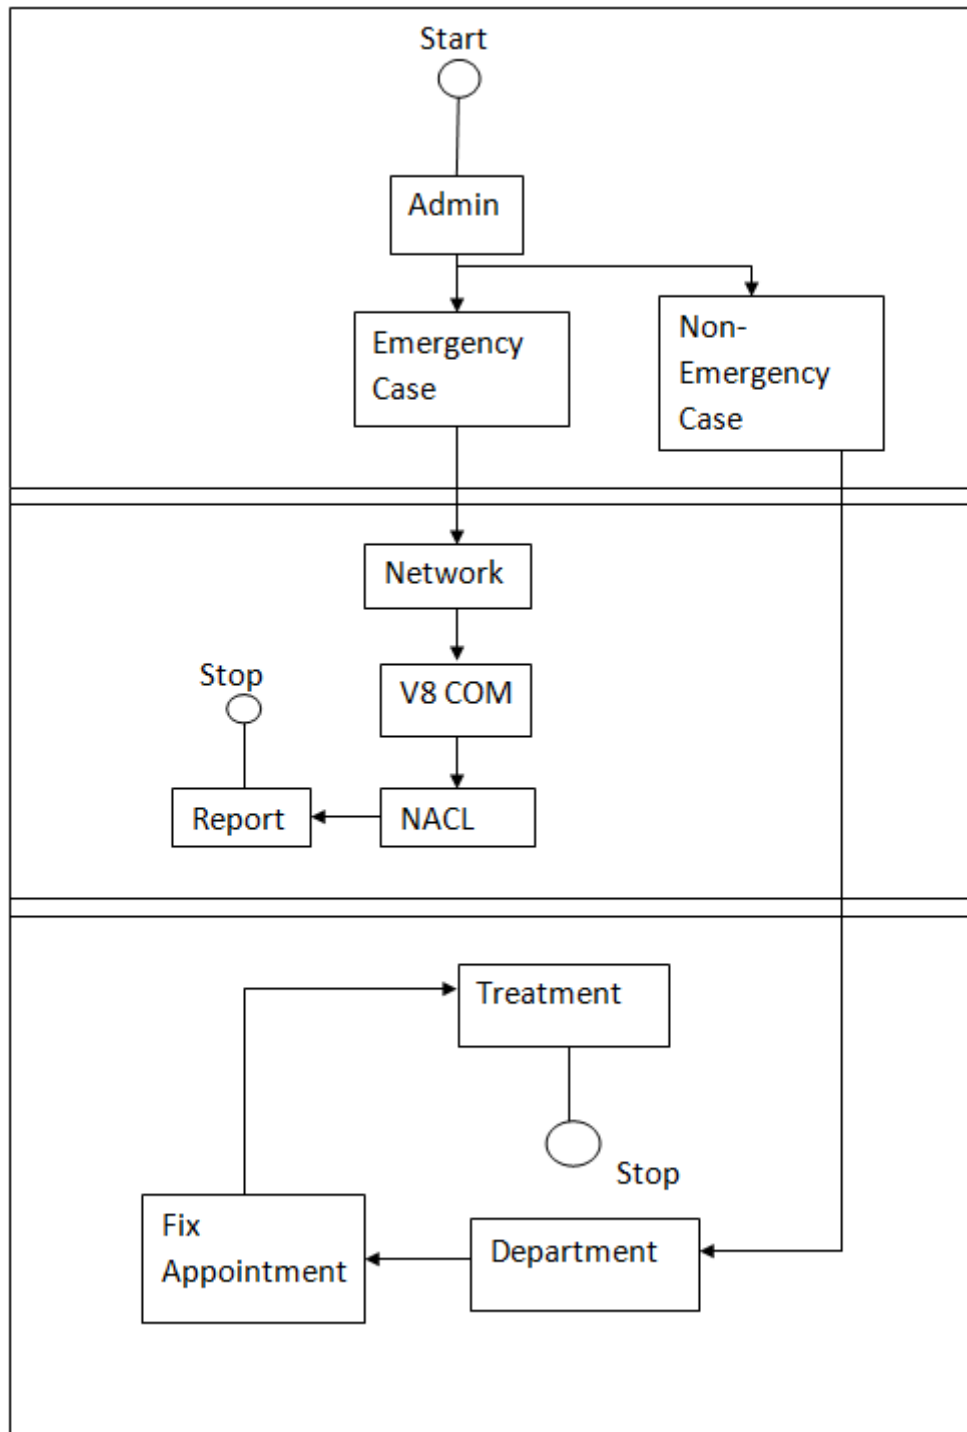 Start
Admin
Emergency
Case
Non-
Emergency
Case
Network
V8 COM
Stop
Report
NACL
Treatment
Stop
Fix
Appointment
Department